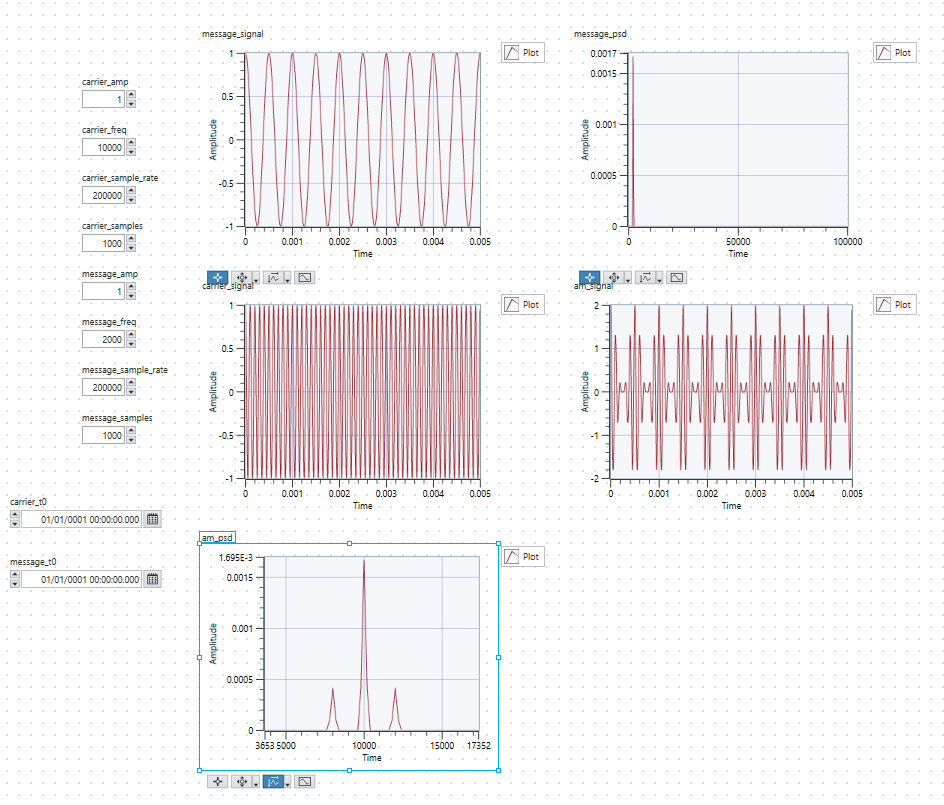 message_signal
Plot
1
0.5
0
-0.5
-1
Amplitude
0
0.001
0.002
0.003
0.004
0.005
Time
message_psd
Plot
0.0017
0.0015
0.001
0.0005
0
Amplitude
0
50000
100000
Time
carrier_amp
1
carrier_freq
10000
carrier_sample_rate
200000
carrier_samples
1000
message_amp
1
message_freq
2000
message_sample_rate
200000
message_samples
1000
carrier_t0
01/01/0001 00:00:00.000
message_t0
01/01/0001 00:00:00.000
carrier_signal
Plot
1
0.5
0
-0.5
-1
Amplitude
0
0.001
0.002
0.003
0.004
0.005
Time
am_signal
Plot
2
1
0
-1
-2
Amplitude
0
0.001
0.002
0.003
0.004
0.005
Time
am_psd
Plot
1.695E-3
0.0015
0.001
0.0005
0
Amplitude
3653
5000
10000
15000
17352
Time